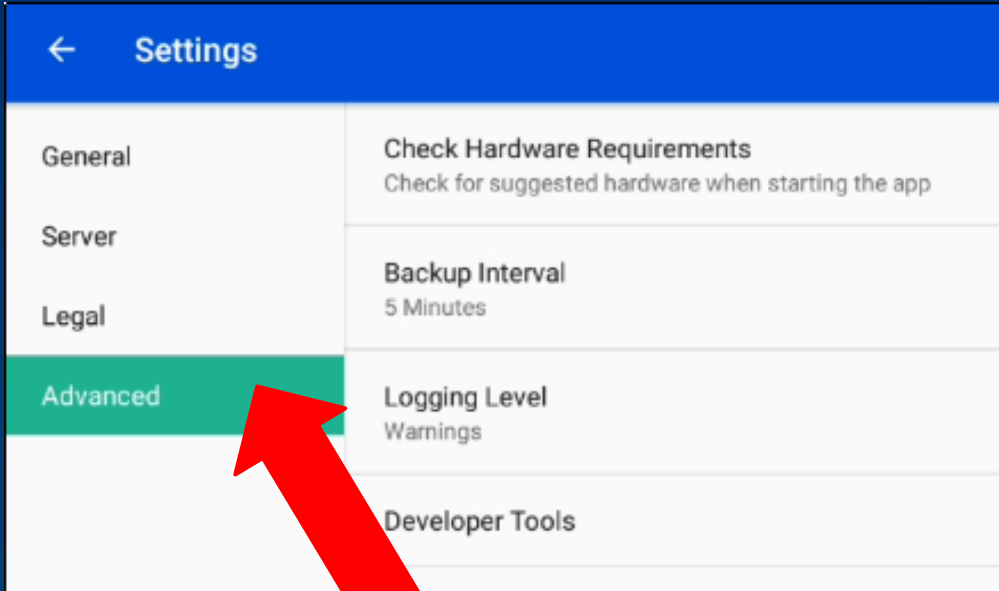 Settings
General
Server
Legal
Advanced
Check Hardware Requirements
Check for suggested hardware when starting the app
Backup Interval
5 Minutes
Logging Level
Warnings
Developer Tools